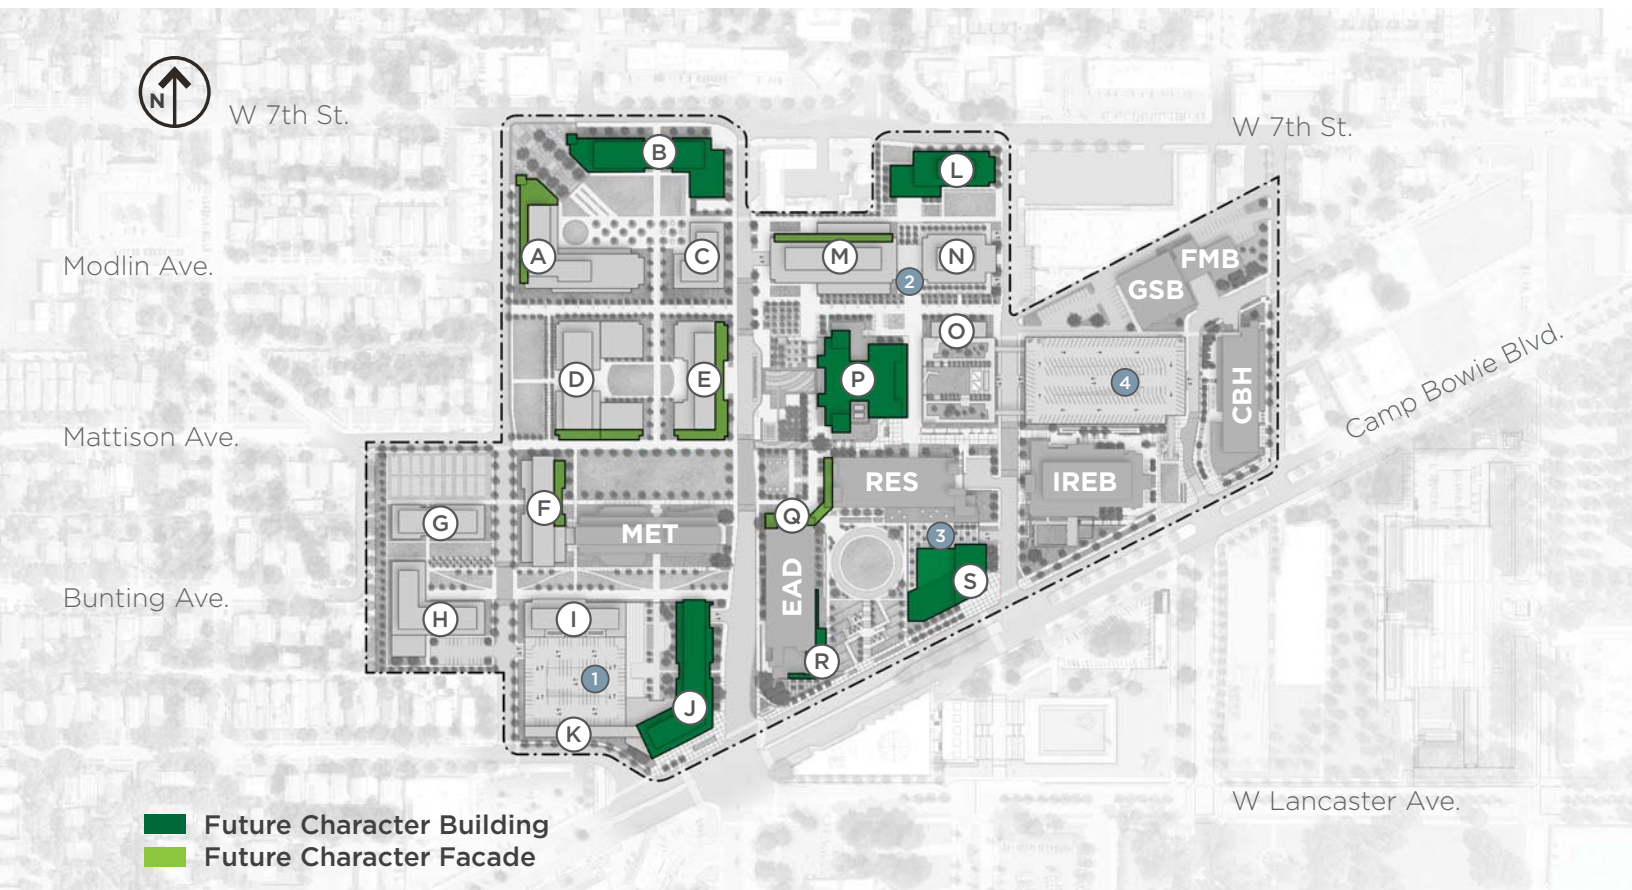 N
W 7th St.
W 7th St.
B
L
Modlin Ave.
A
C
M
N
FMB
GSB
2
O
Camp Bowie Blvd.
D
E
P
4
CBH
Mattison Ave.
F
G
MET
Q
RES
IREB
3
EAD
S
Bunting Ave.
H
I
R
1
J
K
W Lancaster Ave.
Future Character Building
Future Character Facade